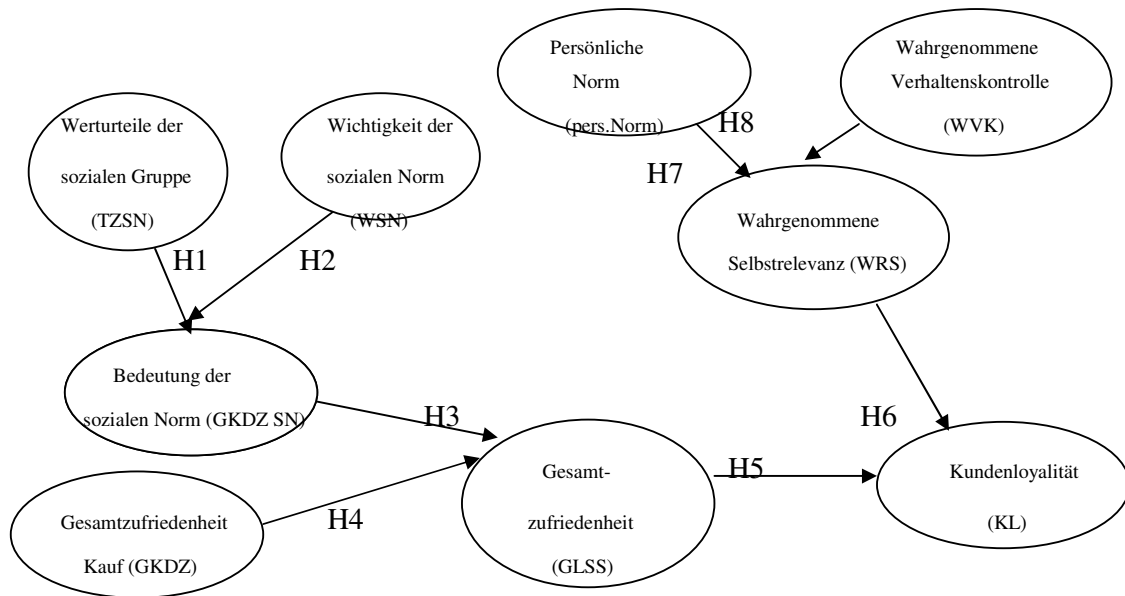 Persönliche
Norm
(pers.Norm)
Wahrgenommene
Verhaltenskontrolle
(WVK)
Werturteile der
sozialen Gruppe
(TZSN)
Wichtigkeit der
sozialen Norm
(WSN)
H8
H7
Wahrgenommene
Selbstrelevanz (WRS)
H1
H2
Bedeutung der
sozialen Norm (GKDZ SN)
H3
H6
Gesamt-
zufriedenheit
(GLSS)
H5
Kundenloyalität
(KL)
Gesamtzufriedenheit
Kauf (GKDZ)
H4